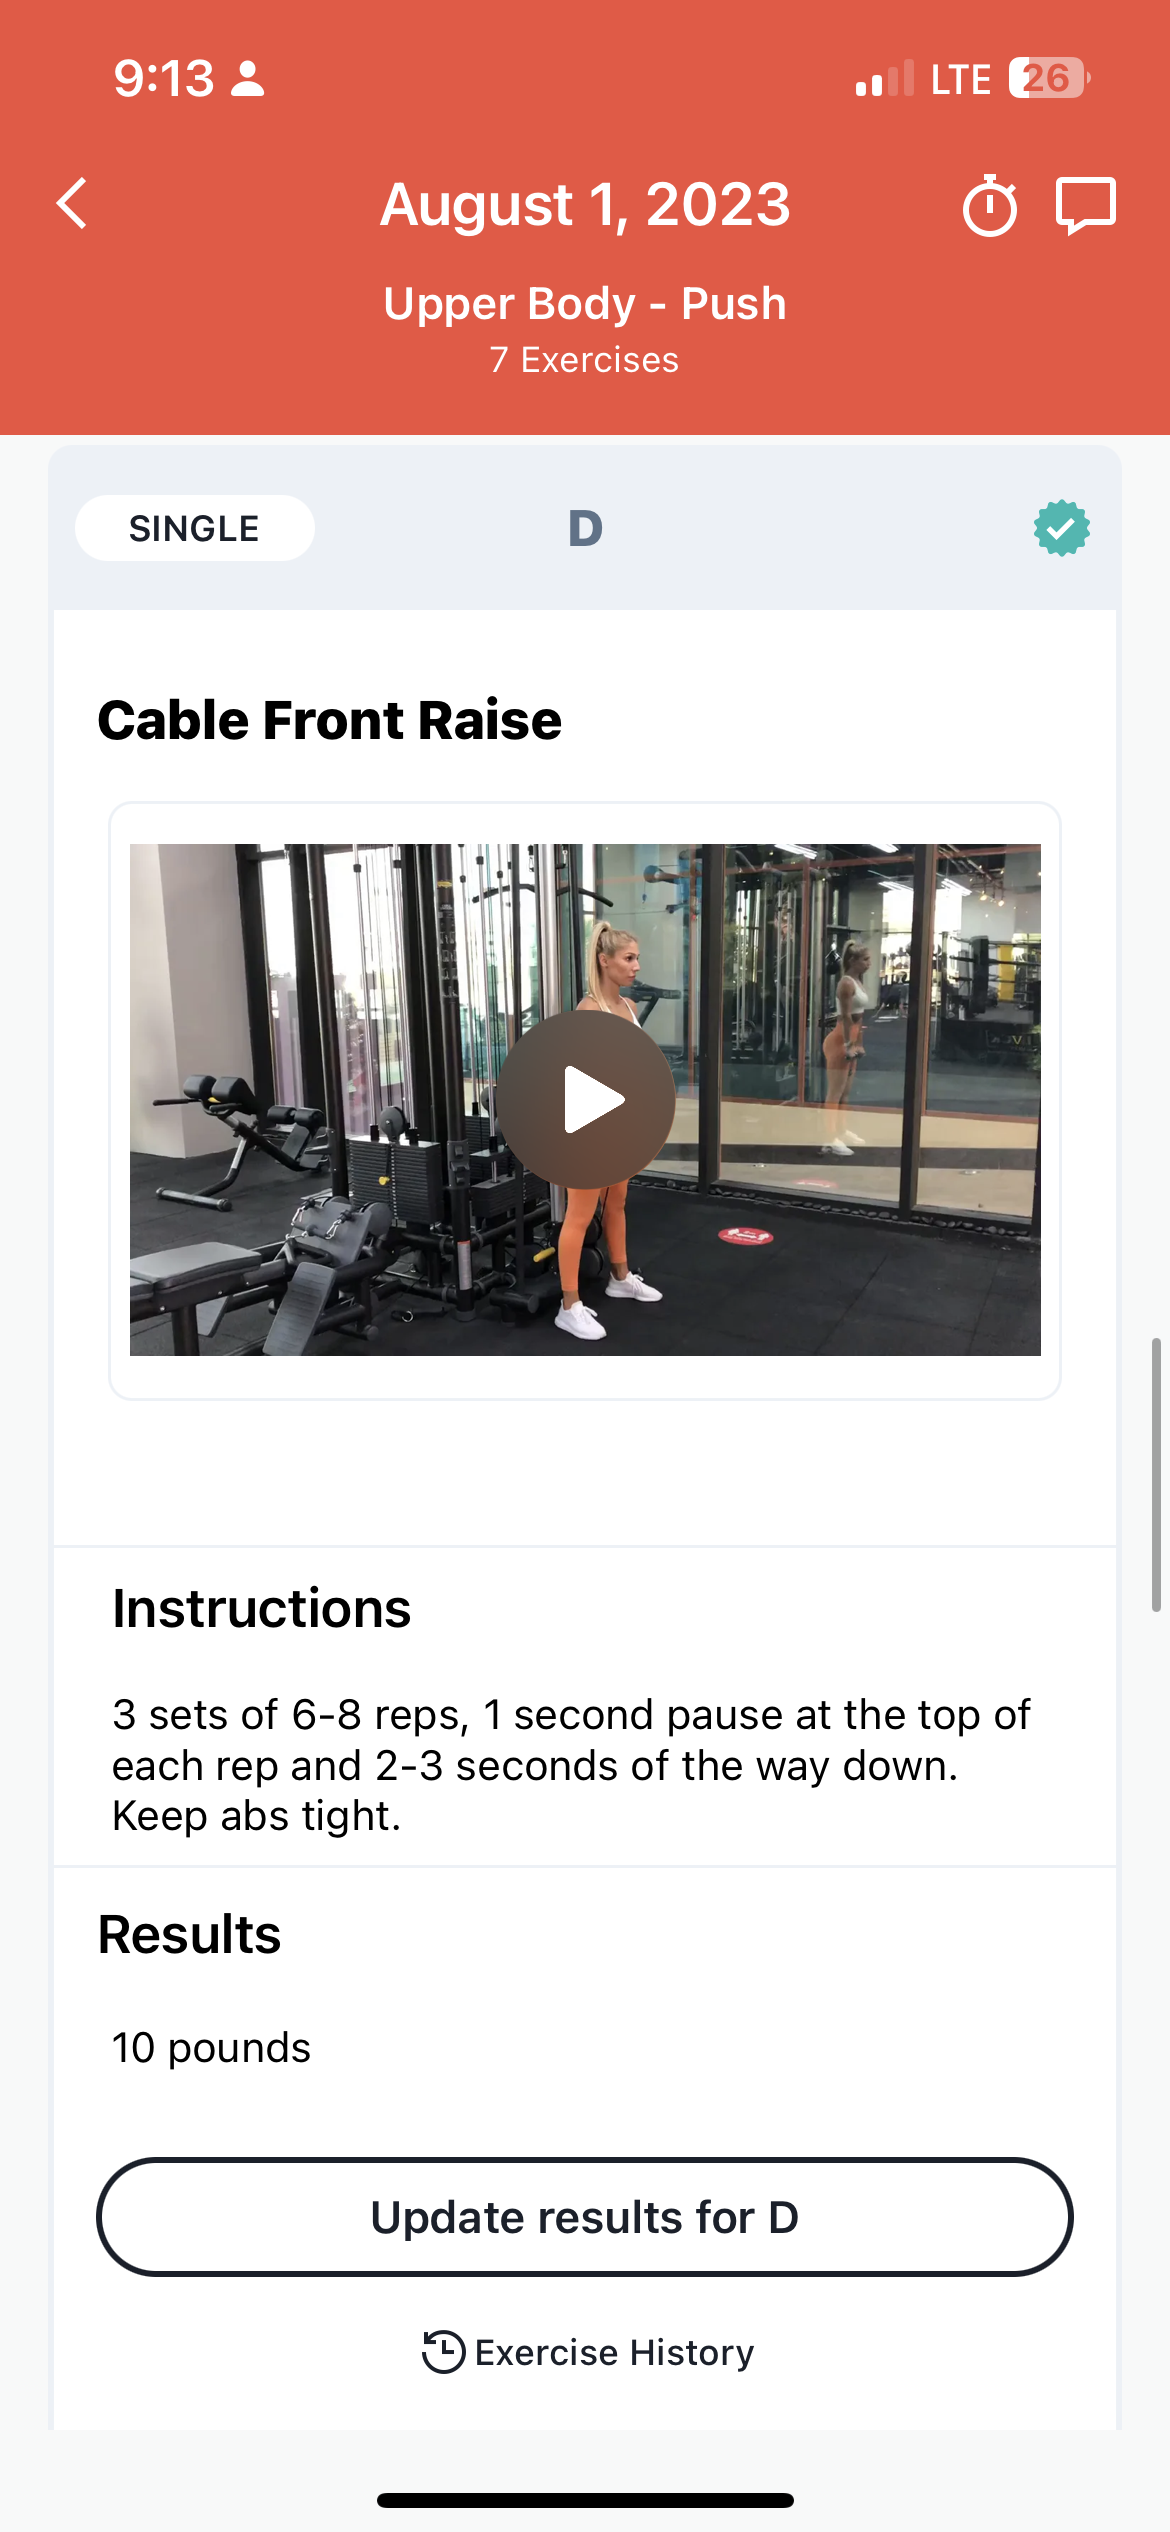 9:13
LTE 26
August 1, 2023
Upper Body - Push
7 Exercises
SINGLE
D
Cable Front Raise
Instructions
3 sets of 6-8 reps, 1 second pause at the top of
each rep and 2-3 seconds of the way down.
Keep abs tight.
Results
10 pounds
Update results for D
Exercise History